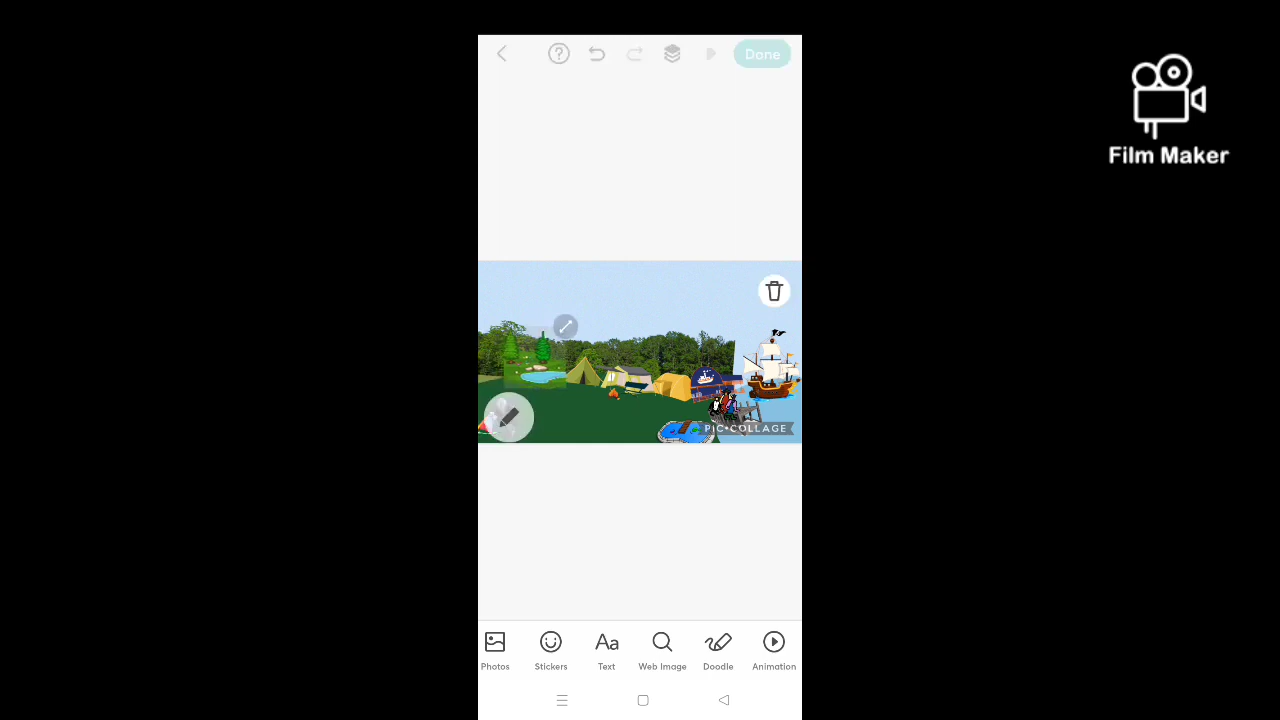 Done
Film Maker
PIC•COLLAGE
Photos
Stickers
Aa
Text
Web Image
Doodle
Animation